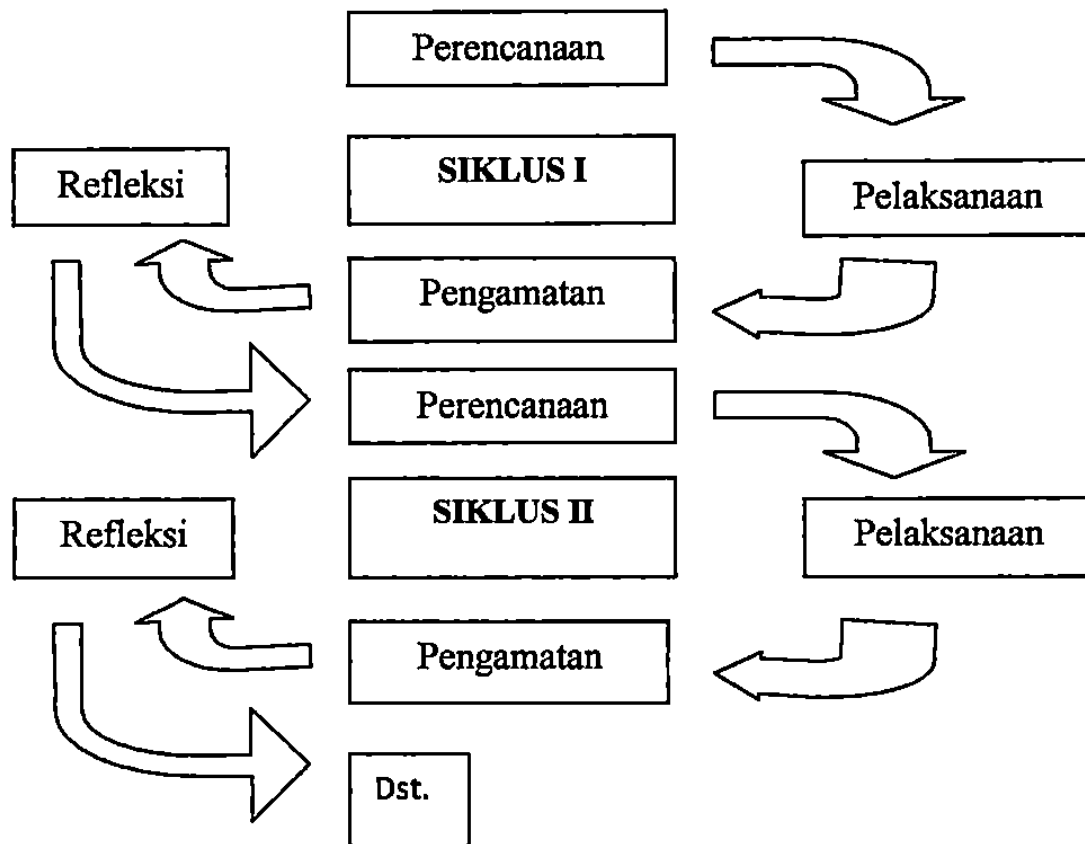 Perencanaan
SIKLUS I
Refleksi
Pelaksanaan
Pengamatan
Perencanaan
SIKLUS II
Refleksi
Pelaksanaan
Pengamatan
Dst.